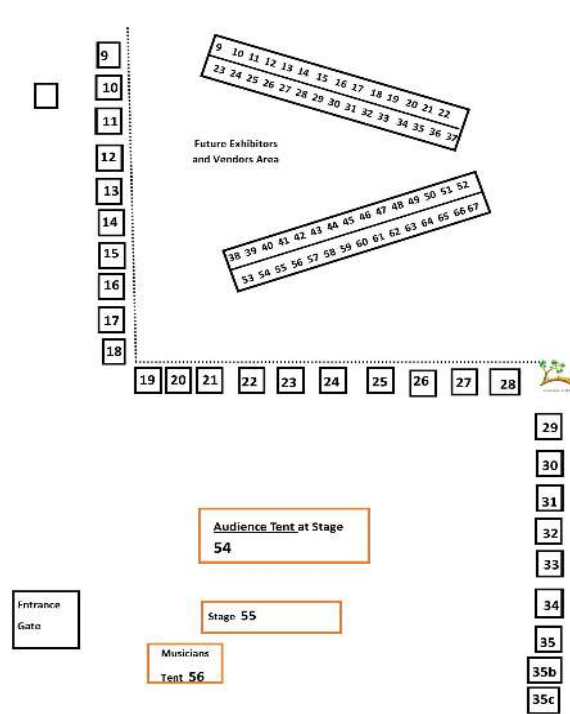 9
10
11
12
13
14
15
16
17
18
9 10 11 12 13 14 15 16 17 18 19 20 21 22
23 24 25 26 27 28 29 30 31 32 33 34 35 36 37
Future Exhibitors
and Vendors Area
38 39 40 41 42 43 44 45 46 47 48 49 50 51 52
53 54 55 56 57 58 59 60 61 62 63 64 65 66 67
19 20 21 22 23 24 25 26 27 28
29
30
31
32
33
34
35
35b
35c
Audience Tent at Stage
54
Entrance
Gate
Stage 55
Musicians
Tent 56